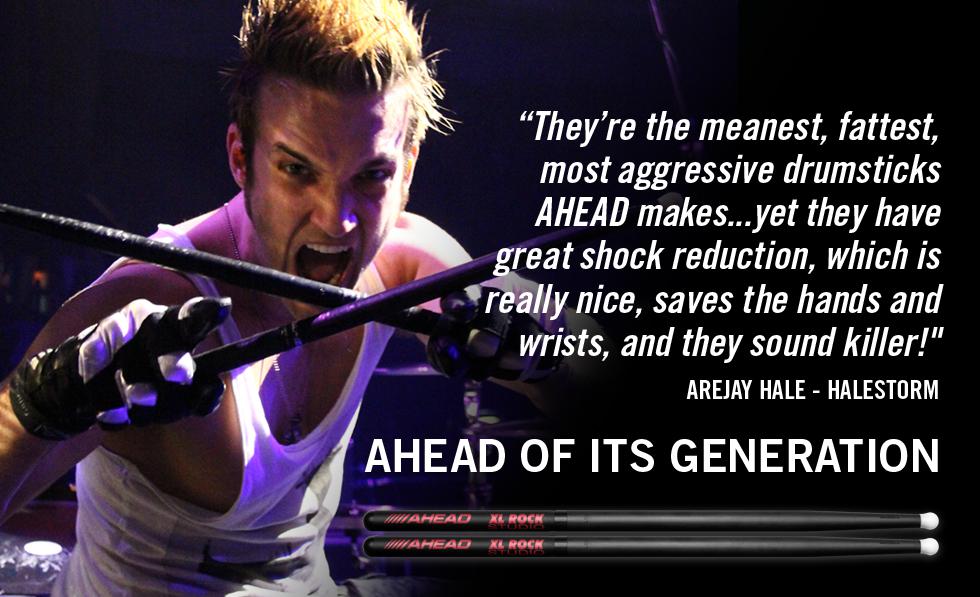 “They’re the meanest, fattest,
most aggressive drumsticks
AHEAD makes...yet they have
great shock reduction, which is
really nice, saves the hands and
wrists, and they sound killer!"
AREJAY HALE - HALESTORM
AHEAD OF ITS GENERATION
AHEAD XL ROCK
STUDIO
AHEAD XL ROCK
STUDIO